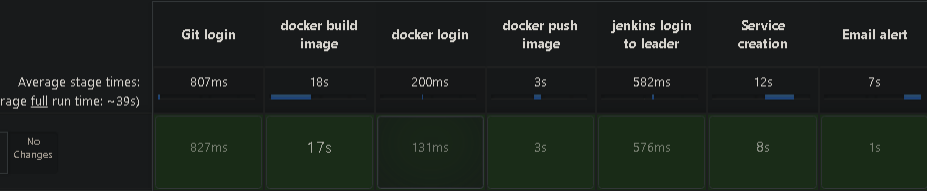 Git login
docker build
image
docker login
docker push
image
jenkins login
to leader
Service
creation
Email alert
Average stage times:
807ms
18s
200ms
3s
582ms
12s
7s
rage full run time: ~39s)
No
Changes
827ms
17s
131ms
3s
576ms
8s
1s